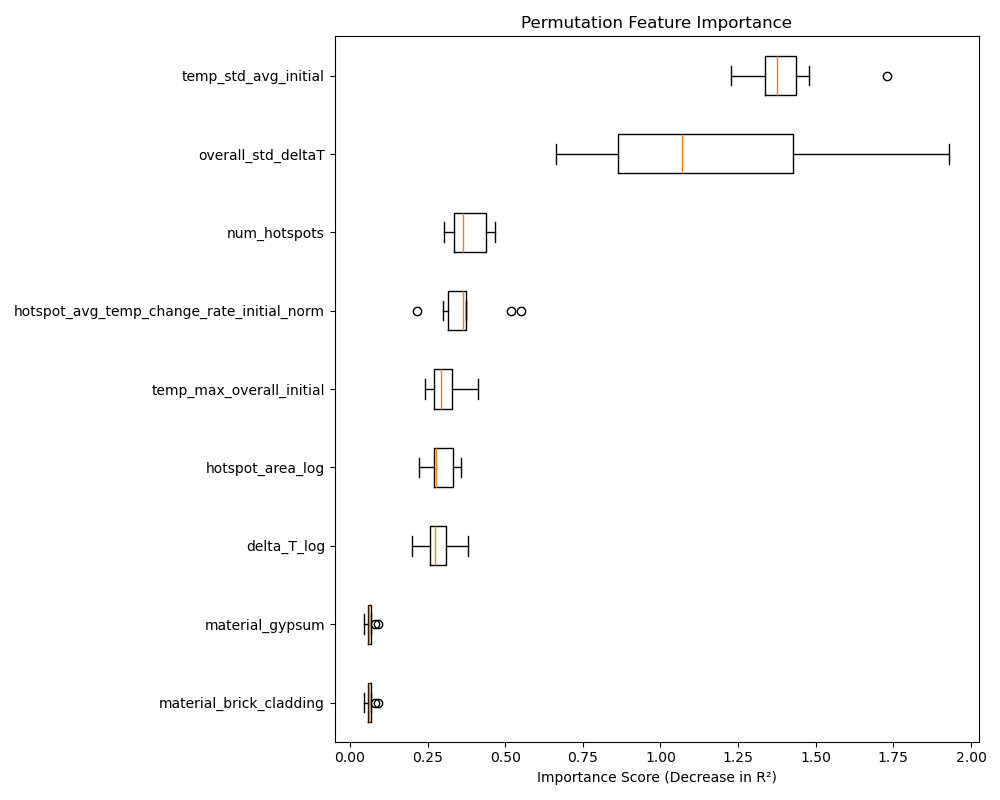 Permutation Feature Importance
temp_std_avg_initial
overall_std_deltaT
num_hotspots
hotspot_avg_temp_change_rate_initial_norm
temp_max_overall_initial
hotspot_area_log
delta_T_log
material_gypsum
material_brick_cladding
0.00 0.25 0.50 0.75 1.00 1.25 1.50 1.75 2.00
Importance Score (Decrease in R²)